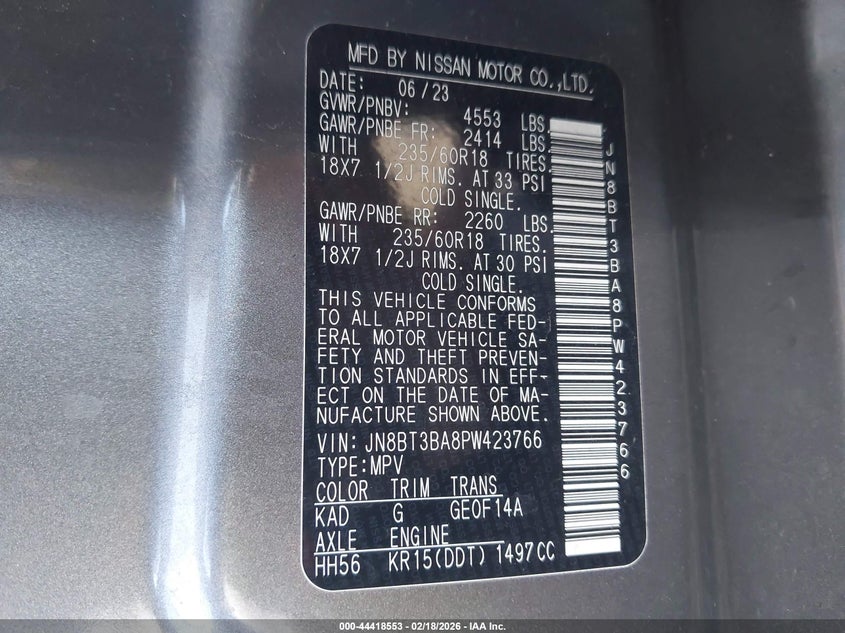 MFD BY NISSAN MOTOR CO.,LTD.
DATE: 06/23
GVWR/PNBV: 4553 LBS.
GAWR/PNBE FR: 2414 LBS.
WITH 235/60R18 TIRES.
18X7 1/2J RIMS. AT 33 PSI
COLD SINGLE.
GAWR/PNBE RR: 2260 LBS.
WITH 235/60R18 TIRES.
18X7 1/2J RIMS. AT 30 PSI
COLD SINGLE.
THIS VEHICLE CONFORMS
TO ALL APPLICABLE FED-
ERAL MOTOR VEHICLE SA-
FETY AND THEFT PREVEN-
TION STANDARDS IN EFF-
ECT ON THE DATE OF MA-
NUFACTURE SHOWN ABOVE.
VIN: JN8BT3BA8PW423766
TYPE:MPV
COLOR TRIM TRANS
KAD G GE0F14A
AXLE ENGINE
HH56 KR15(DDT) 1497CC
JN8BT3BA8PW423766
000-44418553 - 02/18/2026 - IAA Inc.